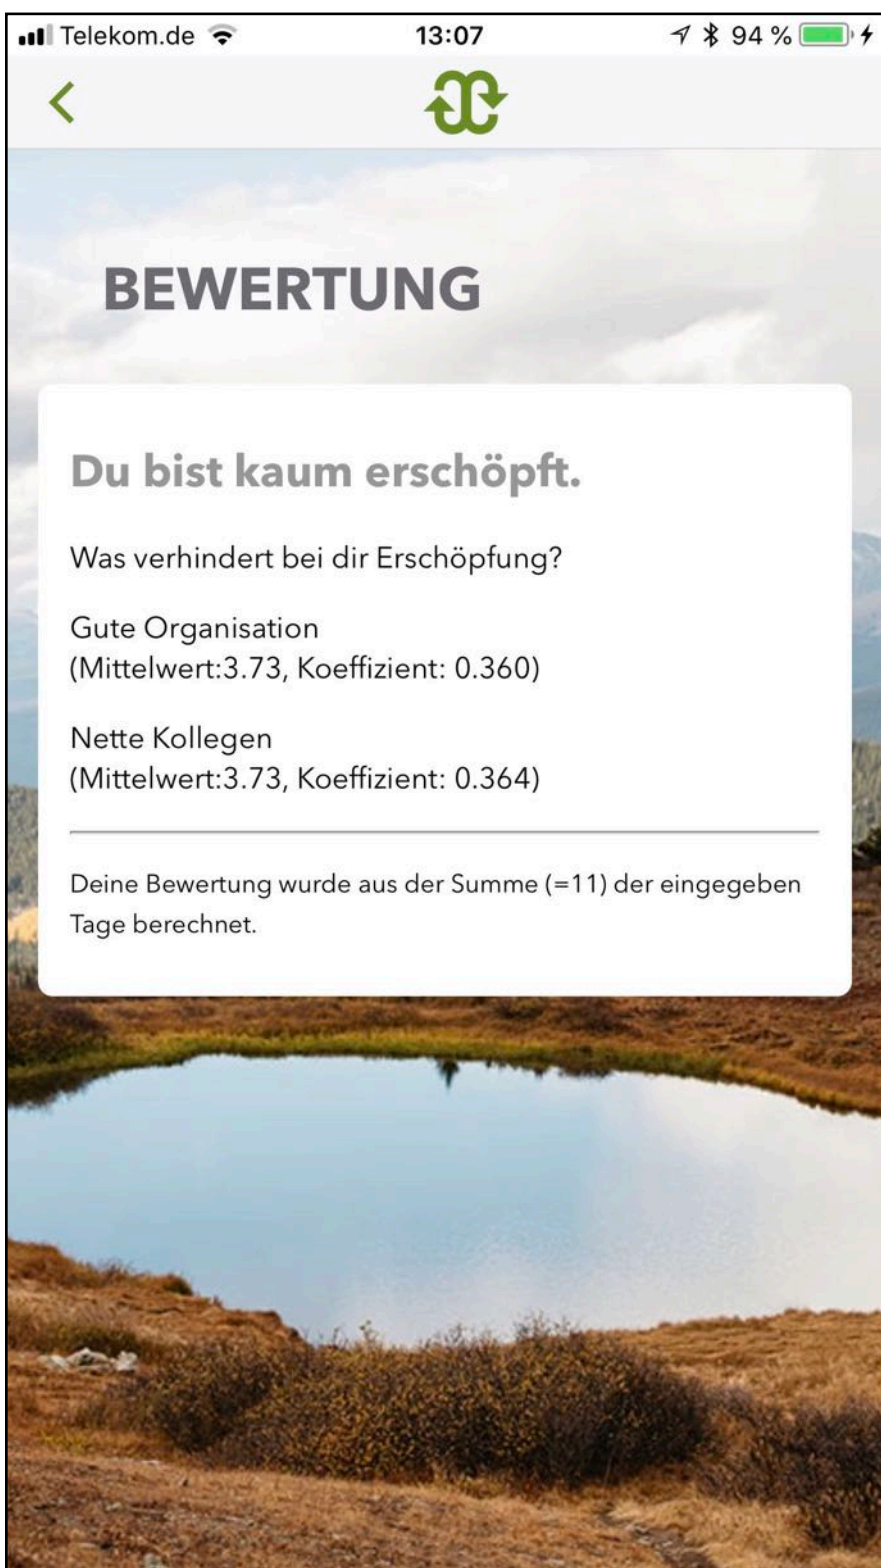 Telekom.de 13:07 94 %
BEWERTUNG
Du bist kaum erschöpft.
Was verhindert bei dir Erschöpfung?
Gute Organisation
(Mittelwert:3.73, Koeffizient: 0.360)
Nette Kollegen
(Mittelwert:3.73, Koeffizient: 0.364)
Deine Bewertung wurde aus der Summe (=11) der eingegeben
Tage berechnet.